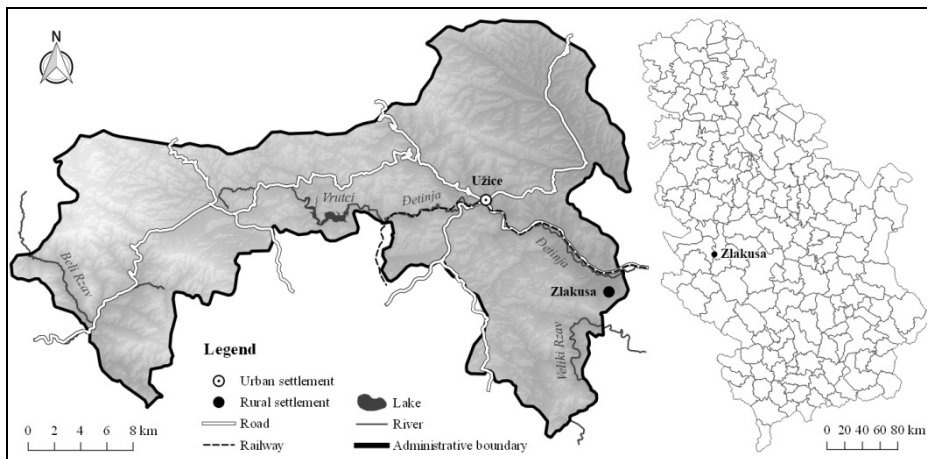 N
Užice
Vrutci
Đetinja
Đetinja
Zlakusa
Beli Rzav
Veliki Rzav
Zlakusa
Legend
Urban settlement
Rural settlement
Road
Railway
Lake
River
Administrative boundary
0 2 4 6 8 km
0 20 40 60 80 km